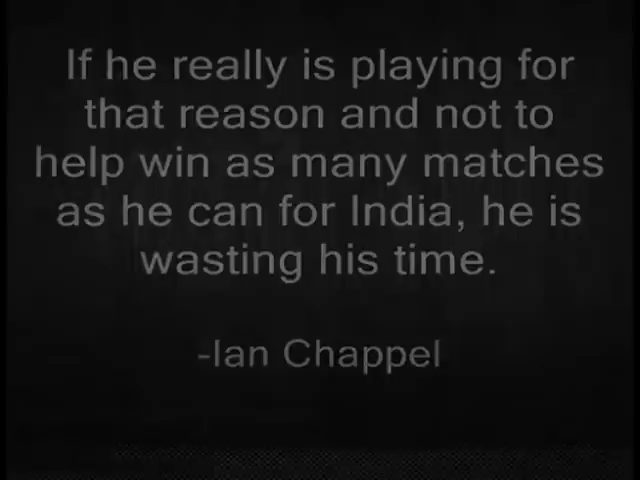 If he really is playing for
that reason and not to
help win as many matches
as he can for India, he is
wasting his time.
-Ian Chappel